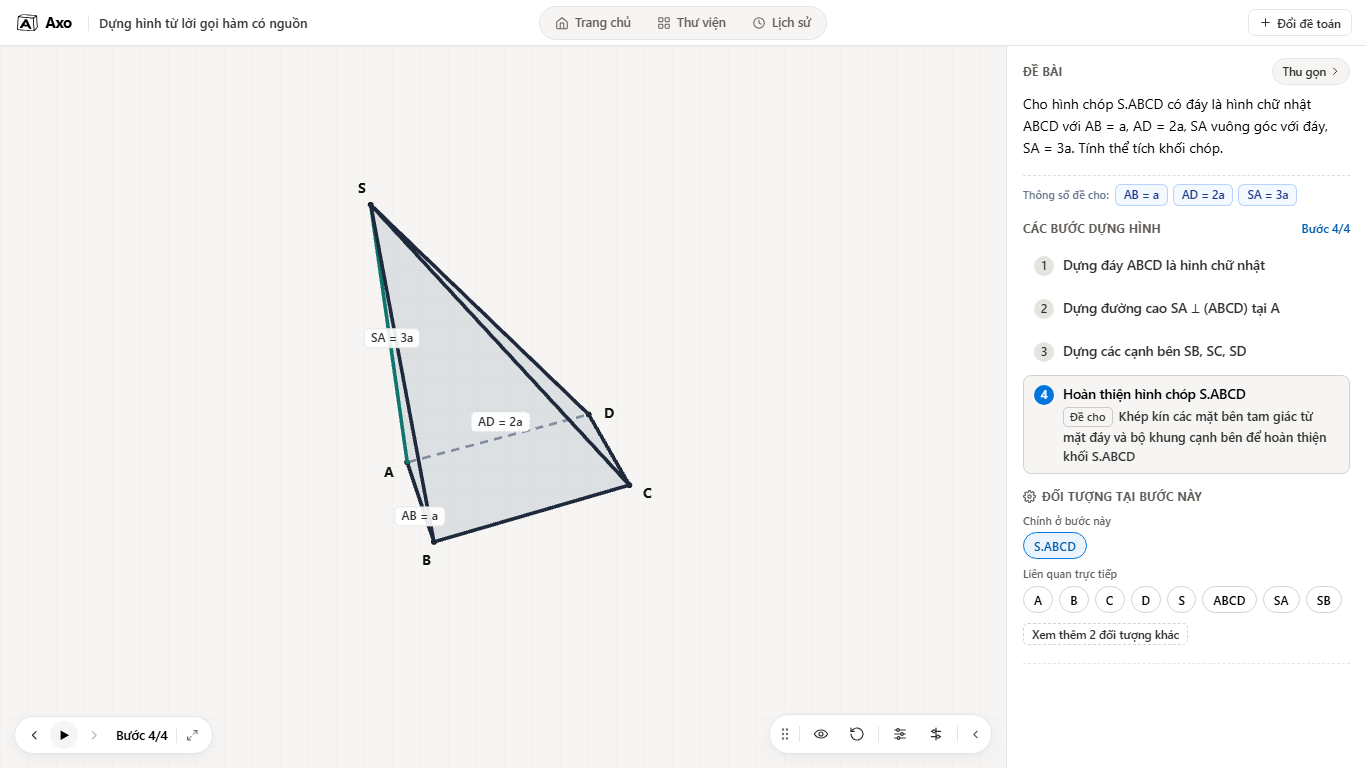 Axo
Dựng hình từ lời gọi hàm có nguồn
Trang chủ
Thư viện
Lịch sử
Đổi đề toán
S
SA = 3a
AD = 2a
D
A
C
AB = a
B
Bước 4/4
ĐỀ BÀI
Thu gọn
Cho hình chóp S.ABCD có đáy là hình chữ nhật
ABCD với AB = a, AD = 2a, SA vuông góc với đáy,
SA = 3a. Tính thể tích khối chóp.
Thông số đề cho: AB = a AD = 2a SA = 3a
CÁC BƯỚC DỰNG HÌNH
Bước 4/4
1 Dựng đáy ABCD là hình chữ nhật
2 Dựng đường cao SA ⊥ (ABCD) tại A
3 Dựng các cạnh bên SB, SC, SD
4 Hoàn thiện hình chóp S.ABCD
Đề cho Khép kín các mặt bên tam giác từ
mặt đáy và bộ khung cạnh bên để hoàn thiện
khối S.ABCD
ĐỐI TƯỢNG TẠI BƯỚC NÀY
Chính ở bước này
S.ABCD
Liên quan trực tiếp
A B C D S ABCD SA SB
Xem thêm 2 đối tượng khác